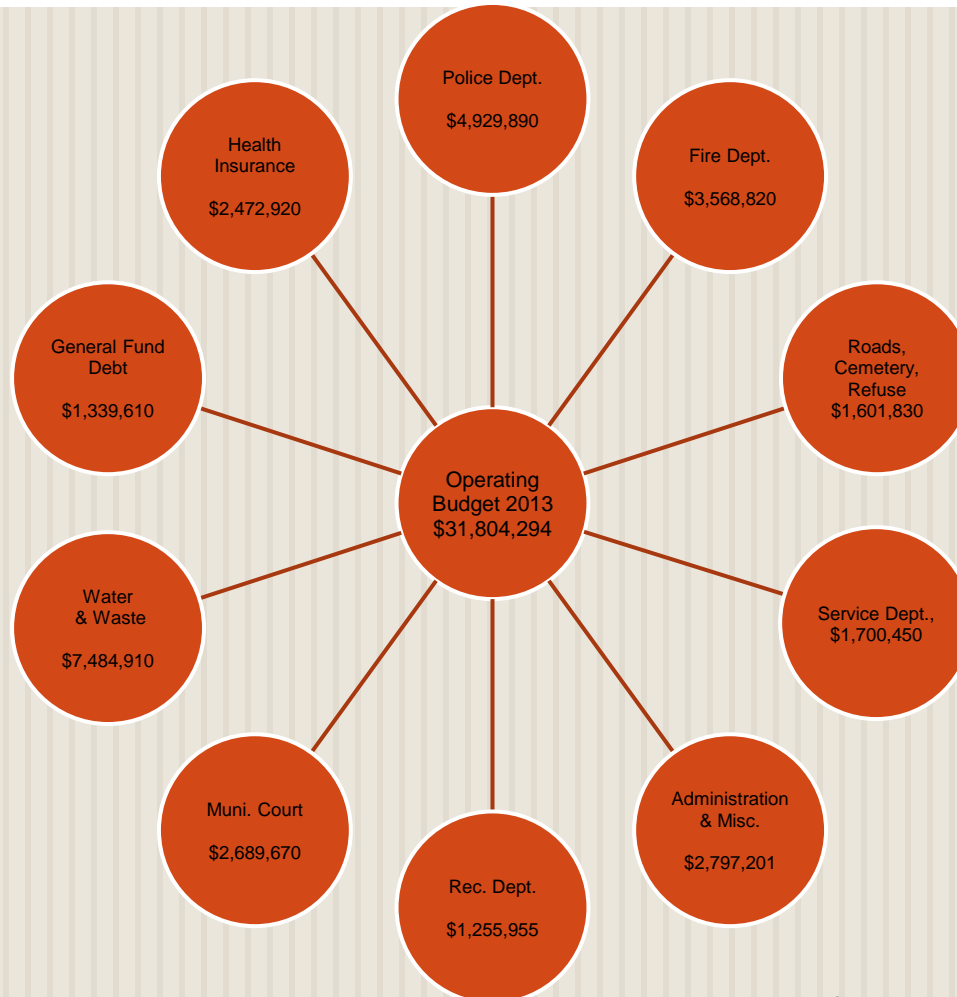 Police Dept.
$4,929,890
Health
Insurance
$2,472,920
Fire Dept.
$3,568,820
General Fund
Debt
$1,339,610
Roads,
Cemetery,
Refuse
$1,601,830
Operating
Budget 2013
$31,804,294
Water
& Waste
$7,484,910
Service Dept.,
$1,700,450
Muni. Court
$2,689,670
Administration
& Misc.
$2,797,201
Rec. Dept.
$1,255,955